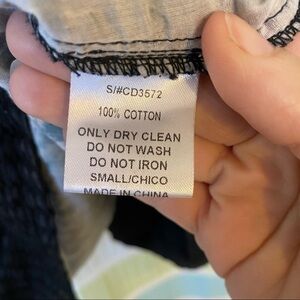 S/#CD3572
100% COTTON
ONLY DRY CLEAN
DO NOT WASH
DO NOT IRON
SMALL/CHICO
MADE IN CHINA